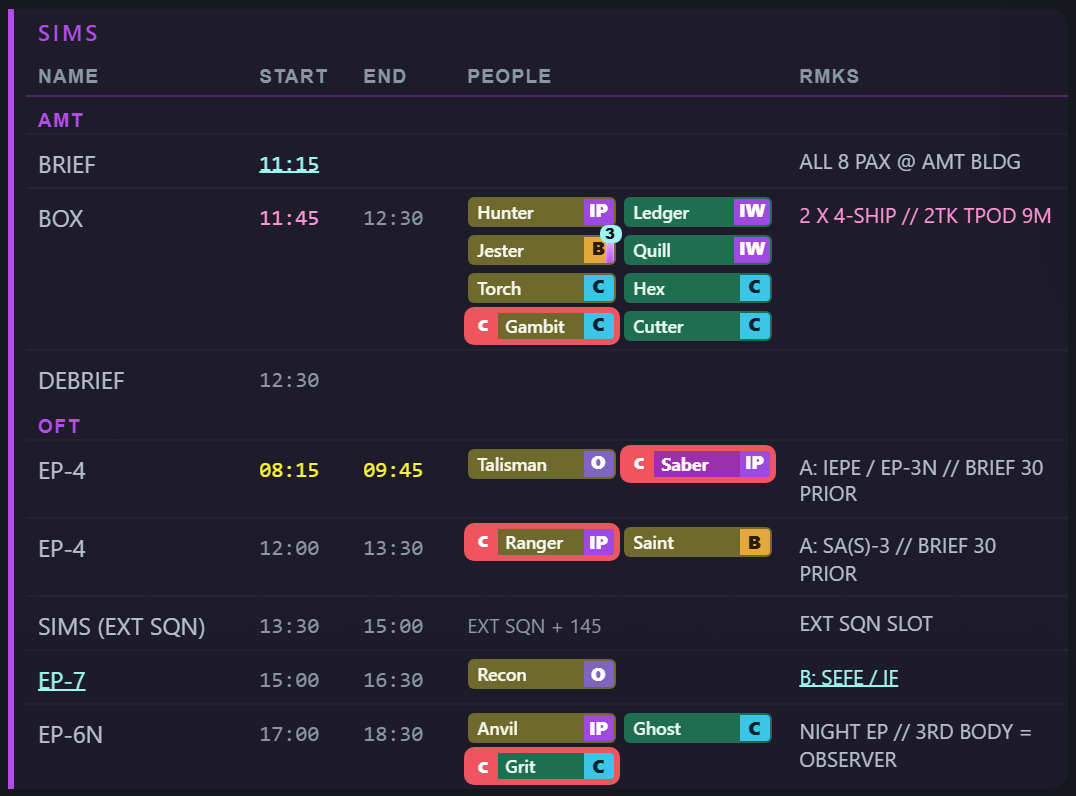 SIMS
NAME START END PEOPLE RMKS
AMT
BRIEF 11:15 ALL 8 PAX @ AMT BLDG
BOX 11:45 12:30 Hunter IP Ledger IW 2 X 4-SHIP // 2TK TPOD 9M
3
Jester B Quill IW
Torch C Hex C
C Gambit C Cutter C
DEBRIEF 12:30
OFT
EP-4 08:15 09:45 Talisman O C Saber IP A: IEPE / EP-3N // BRIEF 30
PRIOR
EP-4 12:00 13:30 C Ranger IP Saint B A: SA(S)-3 // BRIEF 30
PRIOR
SIMS (EXT SQN) 13:30 15:00 EXT SQN + 145 EXT SQN SLOT
EP-7 15:00 16:30 Recon O B: SEFE / IF
EP-6N 17:00 18:30 Anvil IP Ghost C NIGHT EP // 3RD BODY =
C Grit C OBSERVER